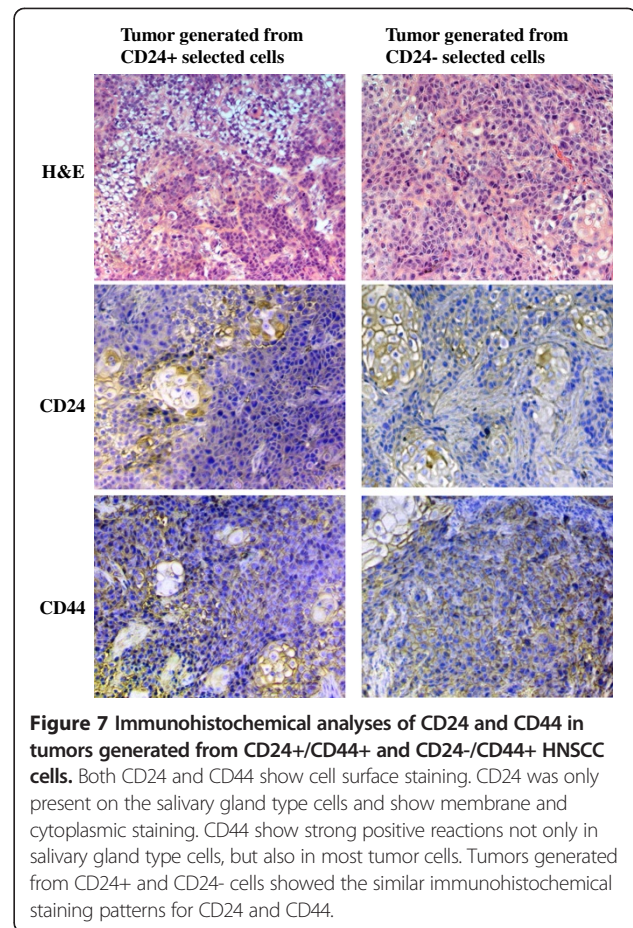 Tumor generated from
CD24+ selected cells
Tumor generated from
CD24- selected cells
H&E
CD24
CD44
Figure 7 Immunohistochemical analyses of CD24 and CD44 in
tumors generated from CD24+/CD44+ and CD24-/CD44+ HNSCC
cells. Both CD24 and CD44 show cell surface staining. CD24 was only
present on the salivary gland type cells and show membrane and
cytoplasmic staining. CD44 show strong positive reactions not only in
salivary gland type cells, but also in most tumor cells. Tumors generated
from CD24+ and CD24- cells showed the similar immunohistochemical
staining patterns for CD24 and CD44.